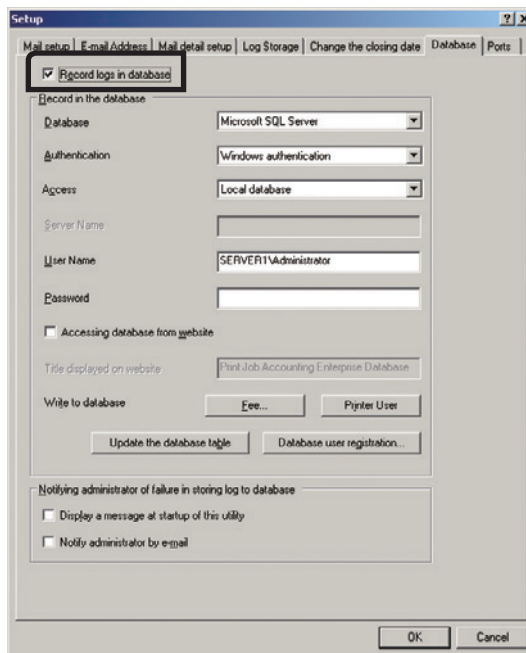 Setup
Mail setup | E-mail Address | Mail detail setup | Log Storage | Change the closing date | Database | Ports
Record logs in database
Record in the database
Database Microsoft SQL Server
Authentication Windows authentication
Access Local database
Server Name
User Name SERVER1\Administrator
Password
Accessing database from website
Title displayed on website Print Job Accounting Enterprise Database
Write to database Fee... Printer User
Update the database table Database user registration...
Notifying administrator of failure in storing log to database
Display a message at startup of this utility
Notify administrator by e-mail
OK Cancel